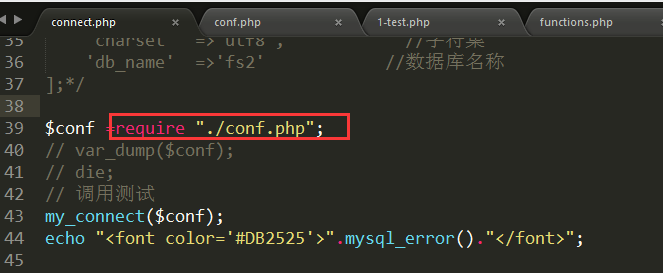 connect.php × conf.php × 1-test.php × functions.php
35 'charset' =>'utf8', //字符集
36 'db_name' =>'fs2' //数据库名称
37 ];*/
38
39 $conf =require "./conf.php";
40 // var_dump($conf);
41 // die;
42 // 调用测试
43 my_connect($conf);
44 echo "<font color='#DB2525'>".mysql_error()."</font>";
45